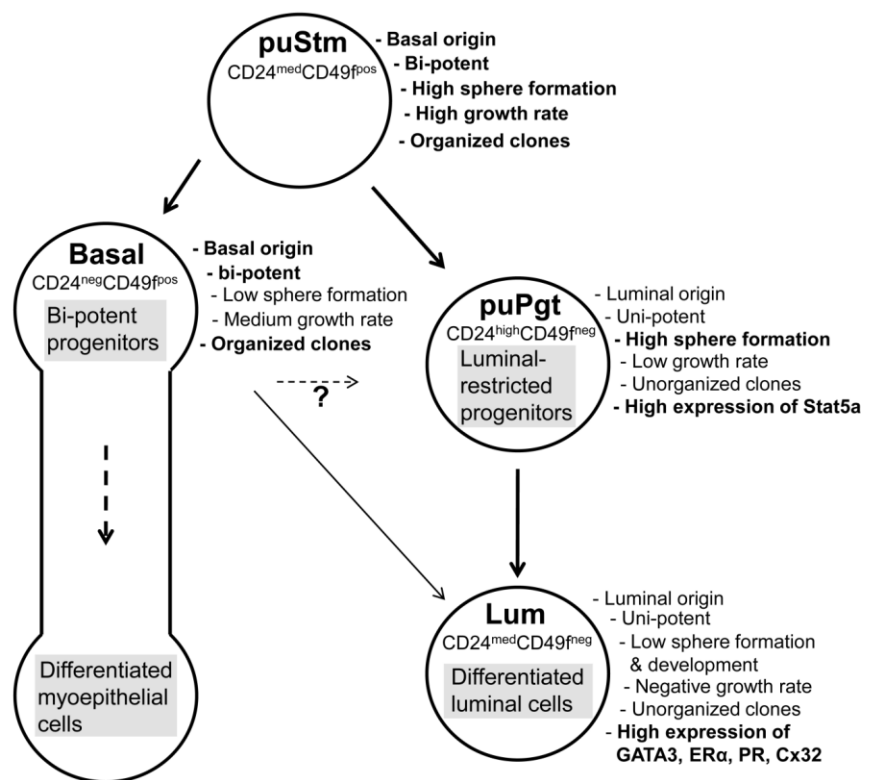 puStm
CD24ᵐᵉᵈCD49fᵖᵒˢ
- Basal origin
- Bi-potent
- High sphere formation
- High growth rate
- Organized clones
Basal
CD24ⁿᵉᵍCD49fᵖᵒˢ
Bi-potent
progenitors
- Basal origin
- bi-potent
- Low sphere formation
- Medium growth rate
- Organized clones
?
puPgt
CD24ʰⁱᵍʰCD49fⁿᵉᵍ
Luminal-
restricted
progenitors
- Luminal origin
- Uni-potent
- High sphere formation
- Low growth rate
- Unorganized clones
- High expression of Stat5a
Differentiated
myoepithelial
cells
Lum
CD24ᵐᵉᵈCD49fⁿᵉᵍ
Differentiated
luminal cells
- Luminal origin
- Uni-potent
- Low sphere formation
& development
- Negative growth rate
- Unorganized clones
- High expression of
GATA3, ERα, PR, Cx32